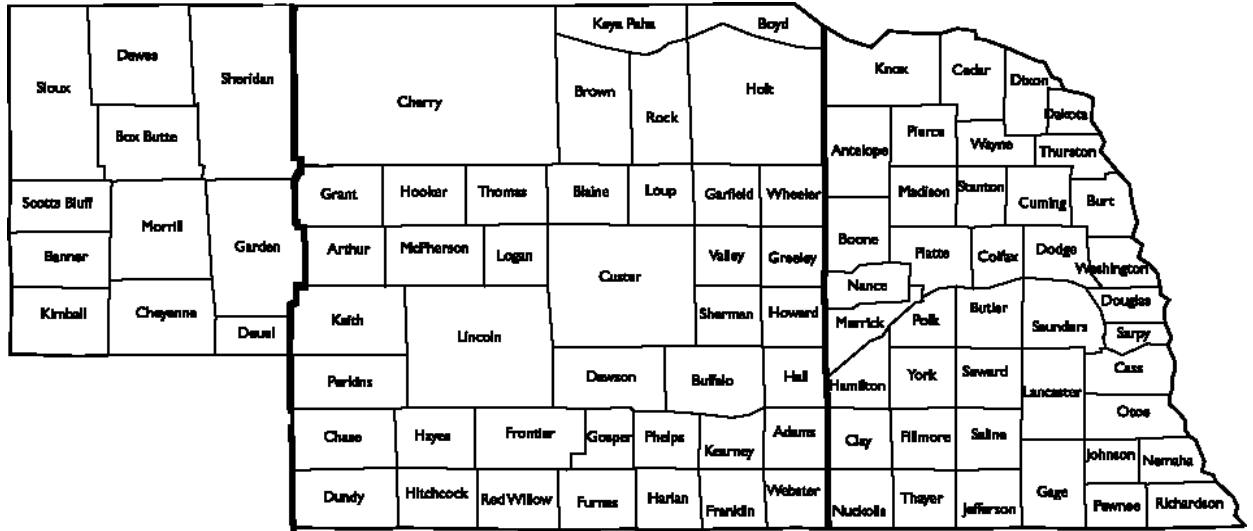 Keya Paha
Boyd
Dawes
Sheridan
Sioux
Knox
Cedar
Dixon
Cherry
Brown
Holt
Rock
Dakota
Box Butte
Pierce
Antelope
Wayne
Thurston
Grant
Hooker
Thomas
Blaine
Loup
Garfield
Wheeler
Madison
Stanton
Cuming
Burt
Scotts Bluff
Morrill
Garden
Banner
Arthur
McPherson
Logan
Custer
Valley
Greeley
Boone
Platte
Colfax
Dodge
Washington
Nance
Kimball
Cheyenne
Deuel
Keith
Lincoln
Sherman
Howard
Merrick
Polk
Butler
Saunders
Douglas
Sarpy
Perkins
Dawson
Buffalo
Hall
Hamilton
York
Seward
Lancaster
Cass
Otoe
Chase
Hayes
Frontier
Gosper
Phelps
Kearney
Adams
Clay
Fillmore
Saline
Johnson
Nemaha
Dundy
Hitchcock
Red Willow
Furnas
Harlan
Franklin
Webster
Nuckolls
Thayer
Jefferson
Gage
Pawnee
Richardson